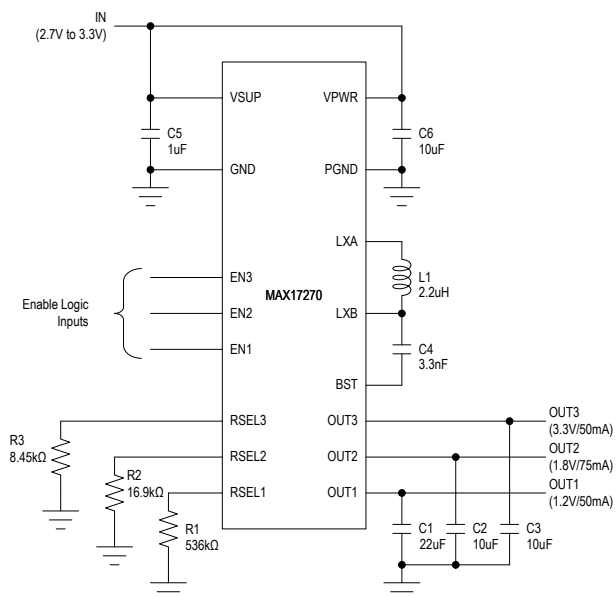 IN
(2.7V to 3.3V)
VSUP
VPWR
C5
1uF
C6
10uF
GND
PGND
LXA
L1
2.2uH
EN3
MAX17270
Enable Logic
Inputs
EN2
LXB
EN1
C4
3.3nF
BST
R3
8.45kΩ
RSEL3
OUT3
OUT3
(3.3V/50mA)
R2
16.9kΩ
RSEL2
OUT2
OUT2
(1.8V/75mA)
R1
536kΩ
RSEL1
OUT1
OUT1
(1.2V/50mA)
C1
22uF
C2
10uF
C3
10uF